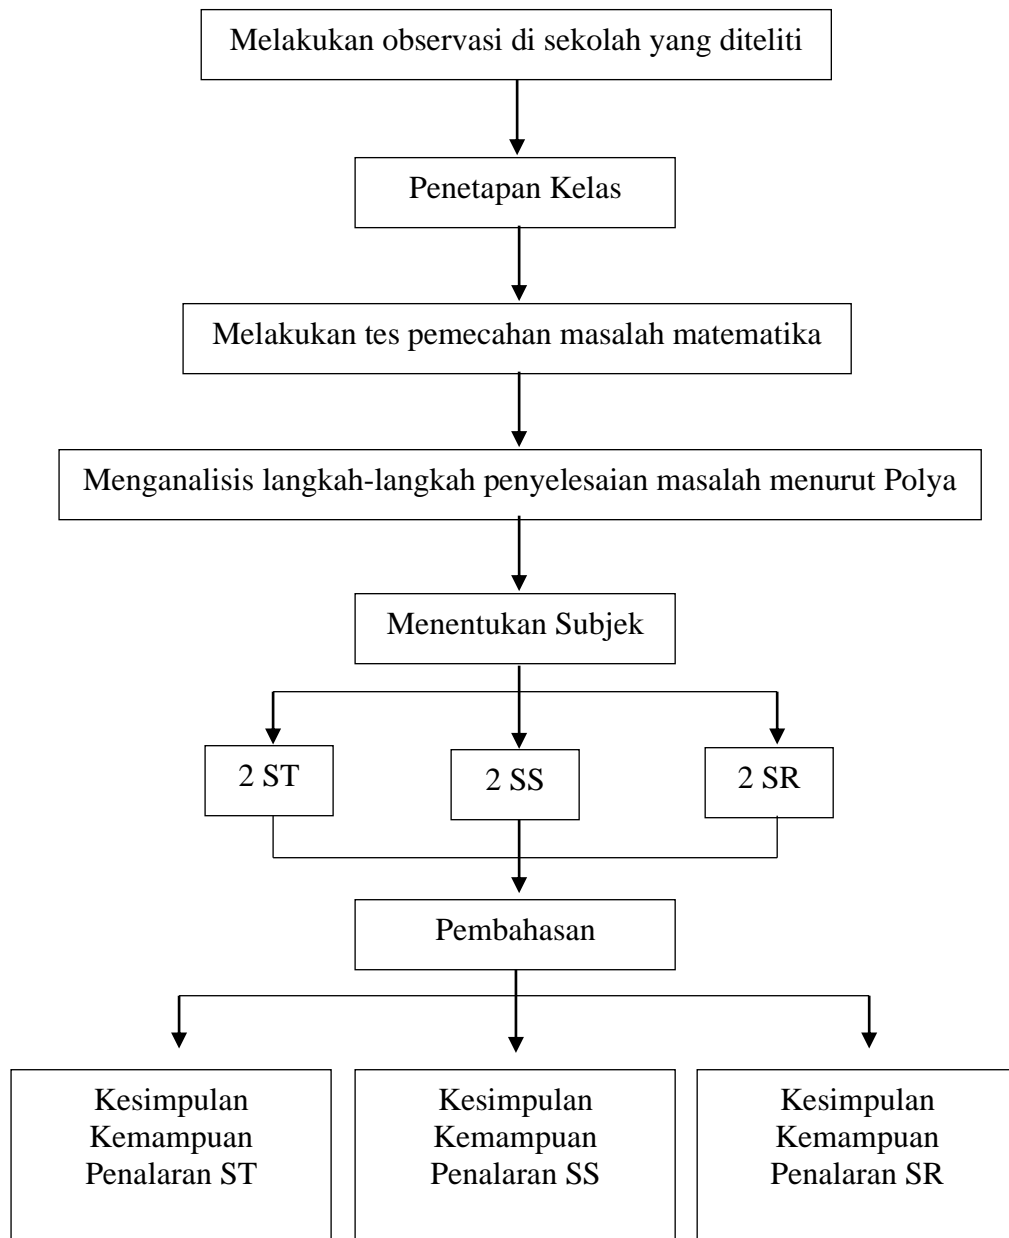 Melakukan observasi di sekolah yang diteliti
Penetapan Kelas
Melakukan tes pemecahan masalah matematika
Menganalisis langkah-langkah penyelesaian masalah menurut Polya
Menentukan Subjek
2 ST
2 SS
2 SR
Pembahasan
Kesimpulan
Kemampuan
Penalaran ST
Kesimpulan
Kemampuan
Penalaran SS
Kesimpulan
Kemampuan
Penalaran SR